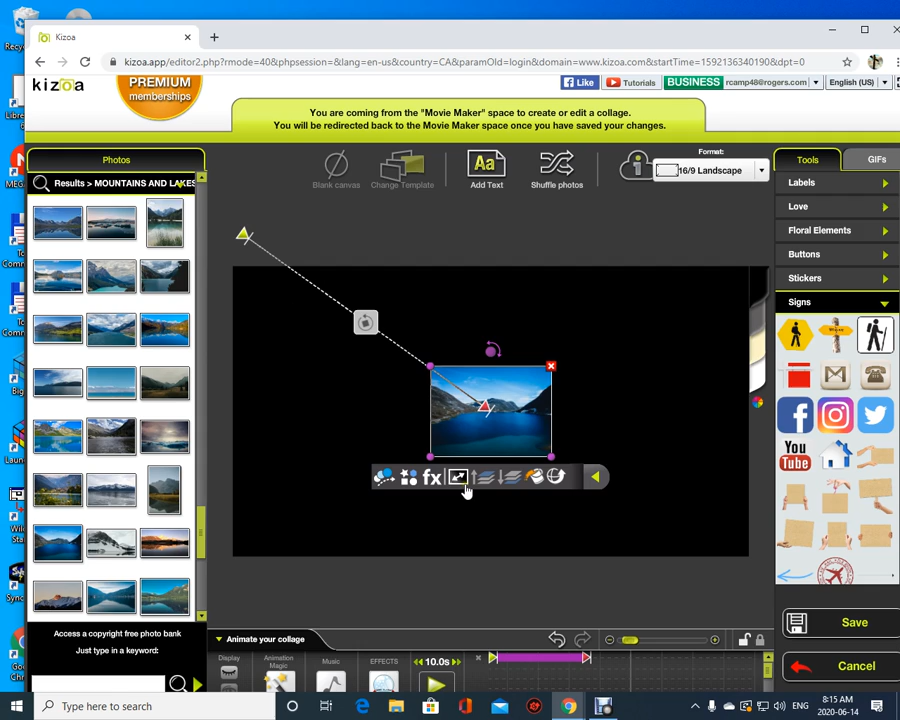 Recy
Kizoa
kizoa.app/editor2.php?rmode=40&phpsession=&lang=en-us&country=CA&paramOld=login&domain=www.kizoa.com&startTime=1592136340190&dpt=0
kizoa
PREMIUM
memberships
Like
Tutorials
BUSINESS
rcamp48@rogers.com
English (US)
You are coming from the "Movie Maker" space to create or edit a collage.
You will be redirected back to the Movie Maker space once you have saved your changes.
Photos
Results > MOUNTAINS AND LAKES
Blank canvas
Change Template
Aa
Add Text
Shuffle photos
Format:
16/9 Landscape
Tools
GIFs
Labels
Love
Floral Elements
Buttons
Stickers
Signs
You
Tube
fx
Access a copyright free photo bank
Just type in a keyword:
Animate your collage
Display
Animation
Magic
Music
EFFECTS
10.0s
Save
Cancel
Type here to search
ENG
8:15 AM
2020-06-14